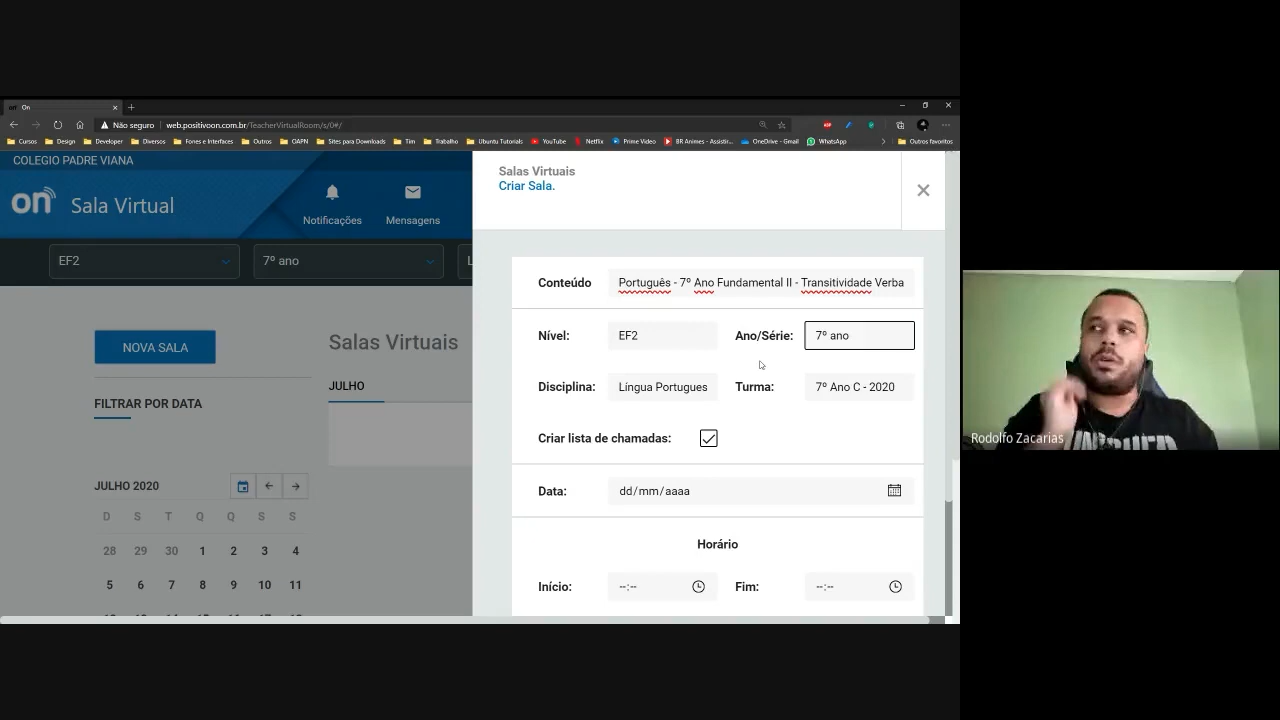 On
Não seguro
web.positivoon.com.br/TeacherVirtualRoom/s/0#/
Cursos
Design
Developer
Diversos
Fones e Interfaces
Outros
OAPN
Sites para Downloads
Tim
Trabalho
Ubuntu Tutorials
YouTube
Netflix
Prime Video
BR Animes - Assistir...
OneDrive - Gmail
WhatsApp
Outros favoritos
COLEGIO PADRE VIANA
on
Sala Virtual
Notificações
Mensagens
EF2
7º ano
L
NOVA SALA
FILTRAR POR DATA
JULHO 2020
D S T Q Q S S
28 29 30 1 2 3 4
5 6 7 8 9 10 11
Salas Virtuais
JULHO
Salas Virtuais
Criar Sala.
Conteúdo Português - 7º Ano Fundamental II - Transitividade Verba
Nível: EF2 Ano/Série: 7º ano
Disciplina: Língua Portugues Turma: 7º Ano C - 2020
Criar lista de chamadas:
Data: dd/mm/aaaa
Horário
Início: --:-- Fim: --:--
Rodolfo Zacarias